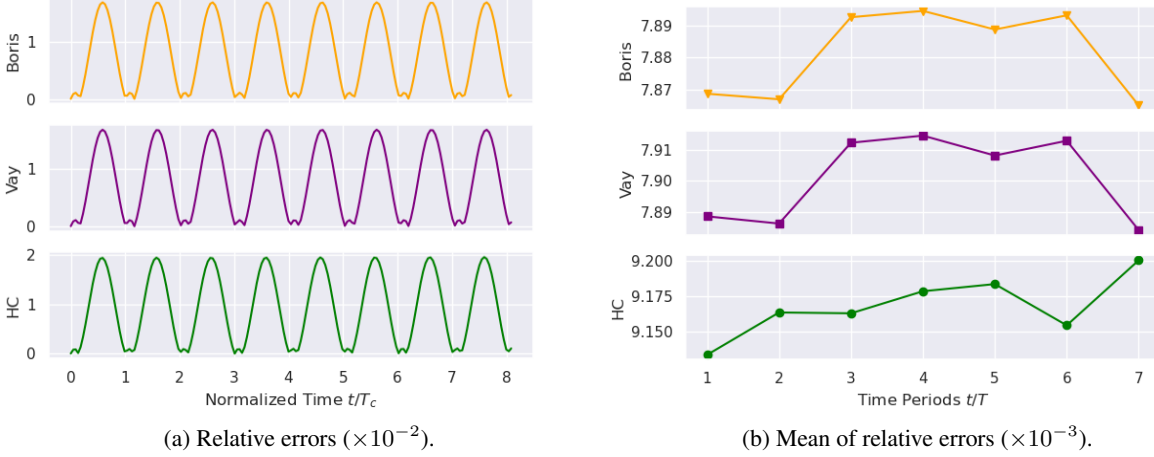 Boris
1
0
Vay
1
0
HC
2
1
0
0 1 2 3 4 5 6 7 8
Normalized Time t/T_c
(a) Relative errors (×10⁻²).
Boris
7.89
7.88
7.87
Vay
7.91
7.90
7.89
HC
9.200
9.175
9.150
1 2 3 4 5 6 7
Time Periods t/T
(b) Mean of relative errors (×10⁻³).